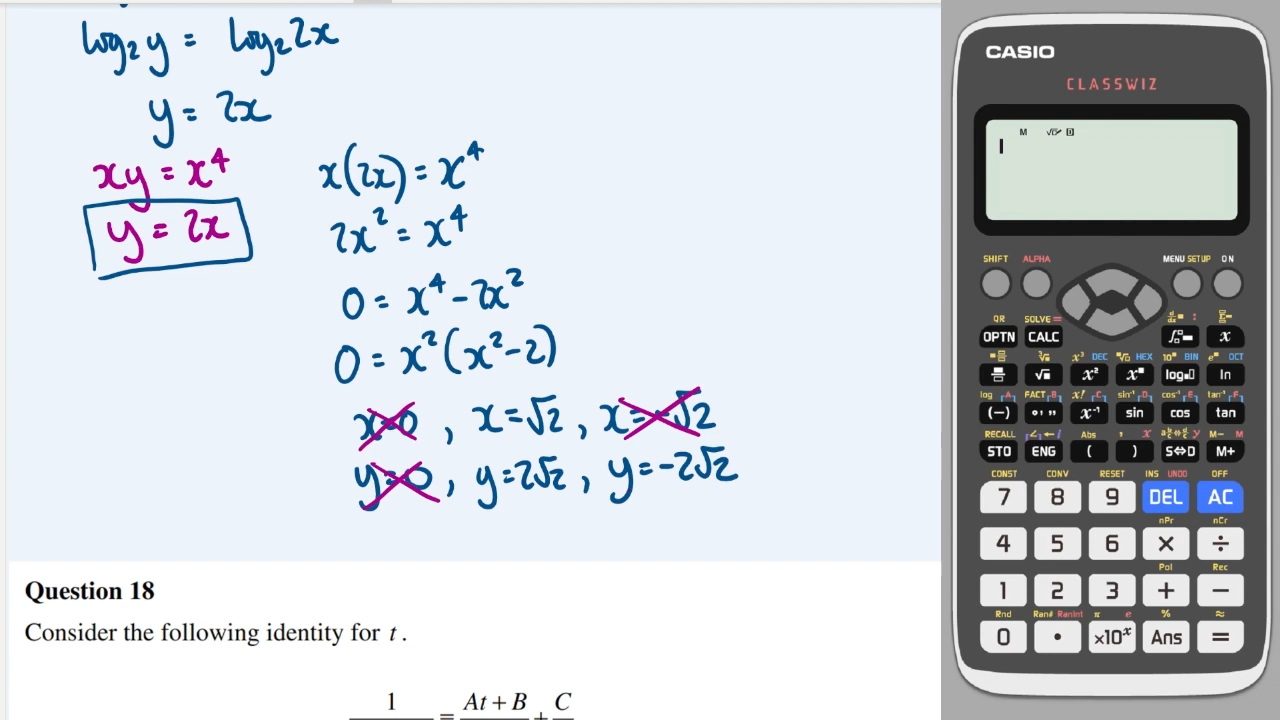 log₂ y = log₂ 2x
y = 2x
xy = x⁴
y = 2x
x(2x) = x⁴
2x² = x⁴
0 = x⁴ - 2x²
0 = x²(x² - 2)
x=0, x=√2, x=-√2
y=0, y=2√2, y=-2√2
Question 18
Consider the following identity for t.
1 = At + B + C
CASIO
CLASSWIZ
M √□/ D
SHIFT ALPHA MENU SETUP ON
QR SOLVE =
OPTN CALC x
x³ DEC HEX 10■ BIN e■ OCT
√■ x² x■ log■□ ln
log A FACT B x! C sin⁻¹ D cos⁻¹ E tan⁻¹ F
(-) °,,, x⁻¹ sin cos tan
RECALL ∠ ← i Abs , x y M- M
STO ENG ( ) S⇔D M+
CONST CONV RESET INS UNDO OFF
7 8 9 DEL AC
nPr nCr
4 5 6 × ÷
Pol Rec
1 2 3 + −
Rnd Ran# RanInt π e % ≈
0 • ×10ˣ Ans =